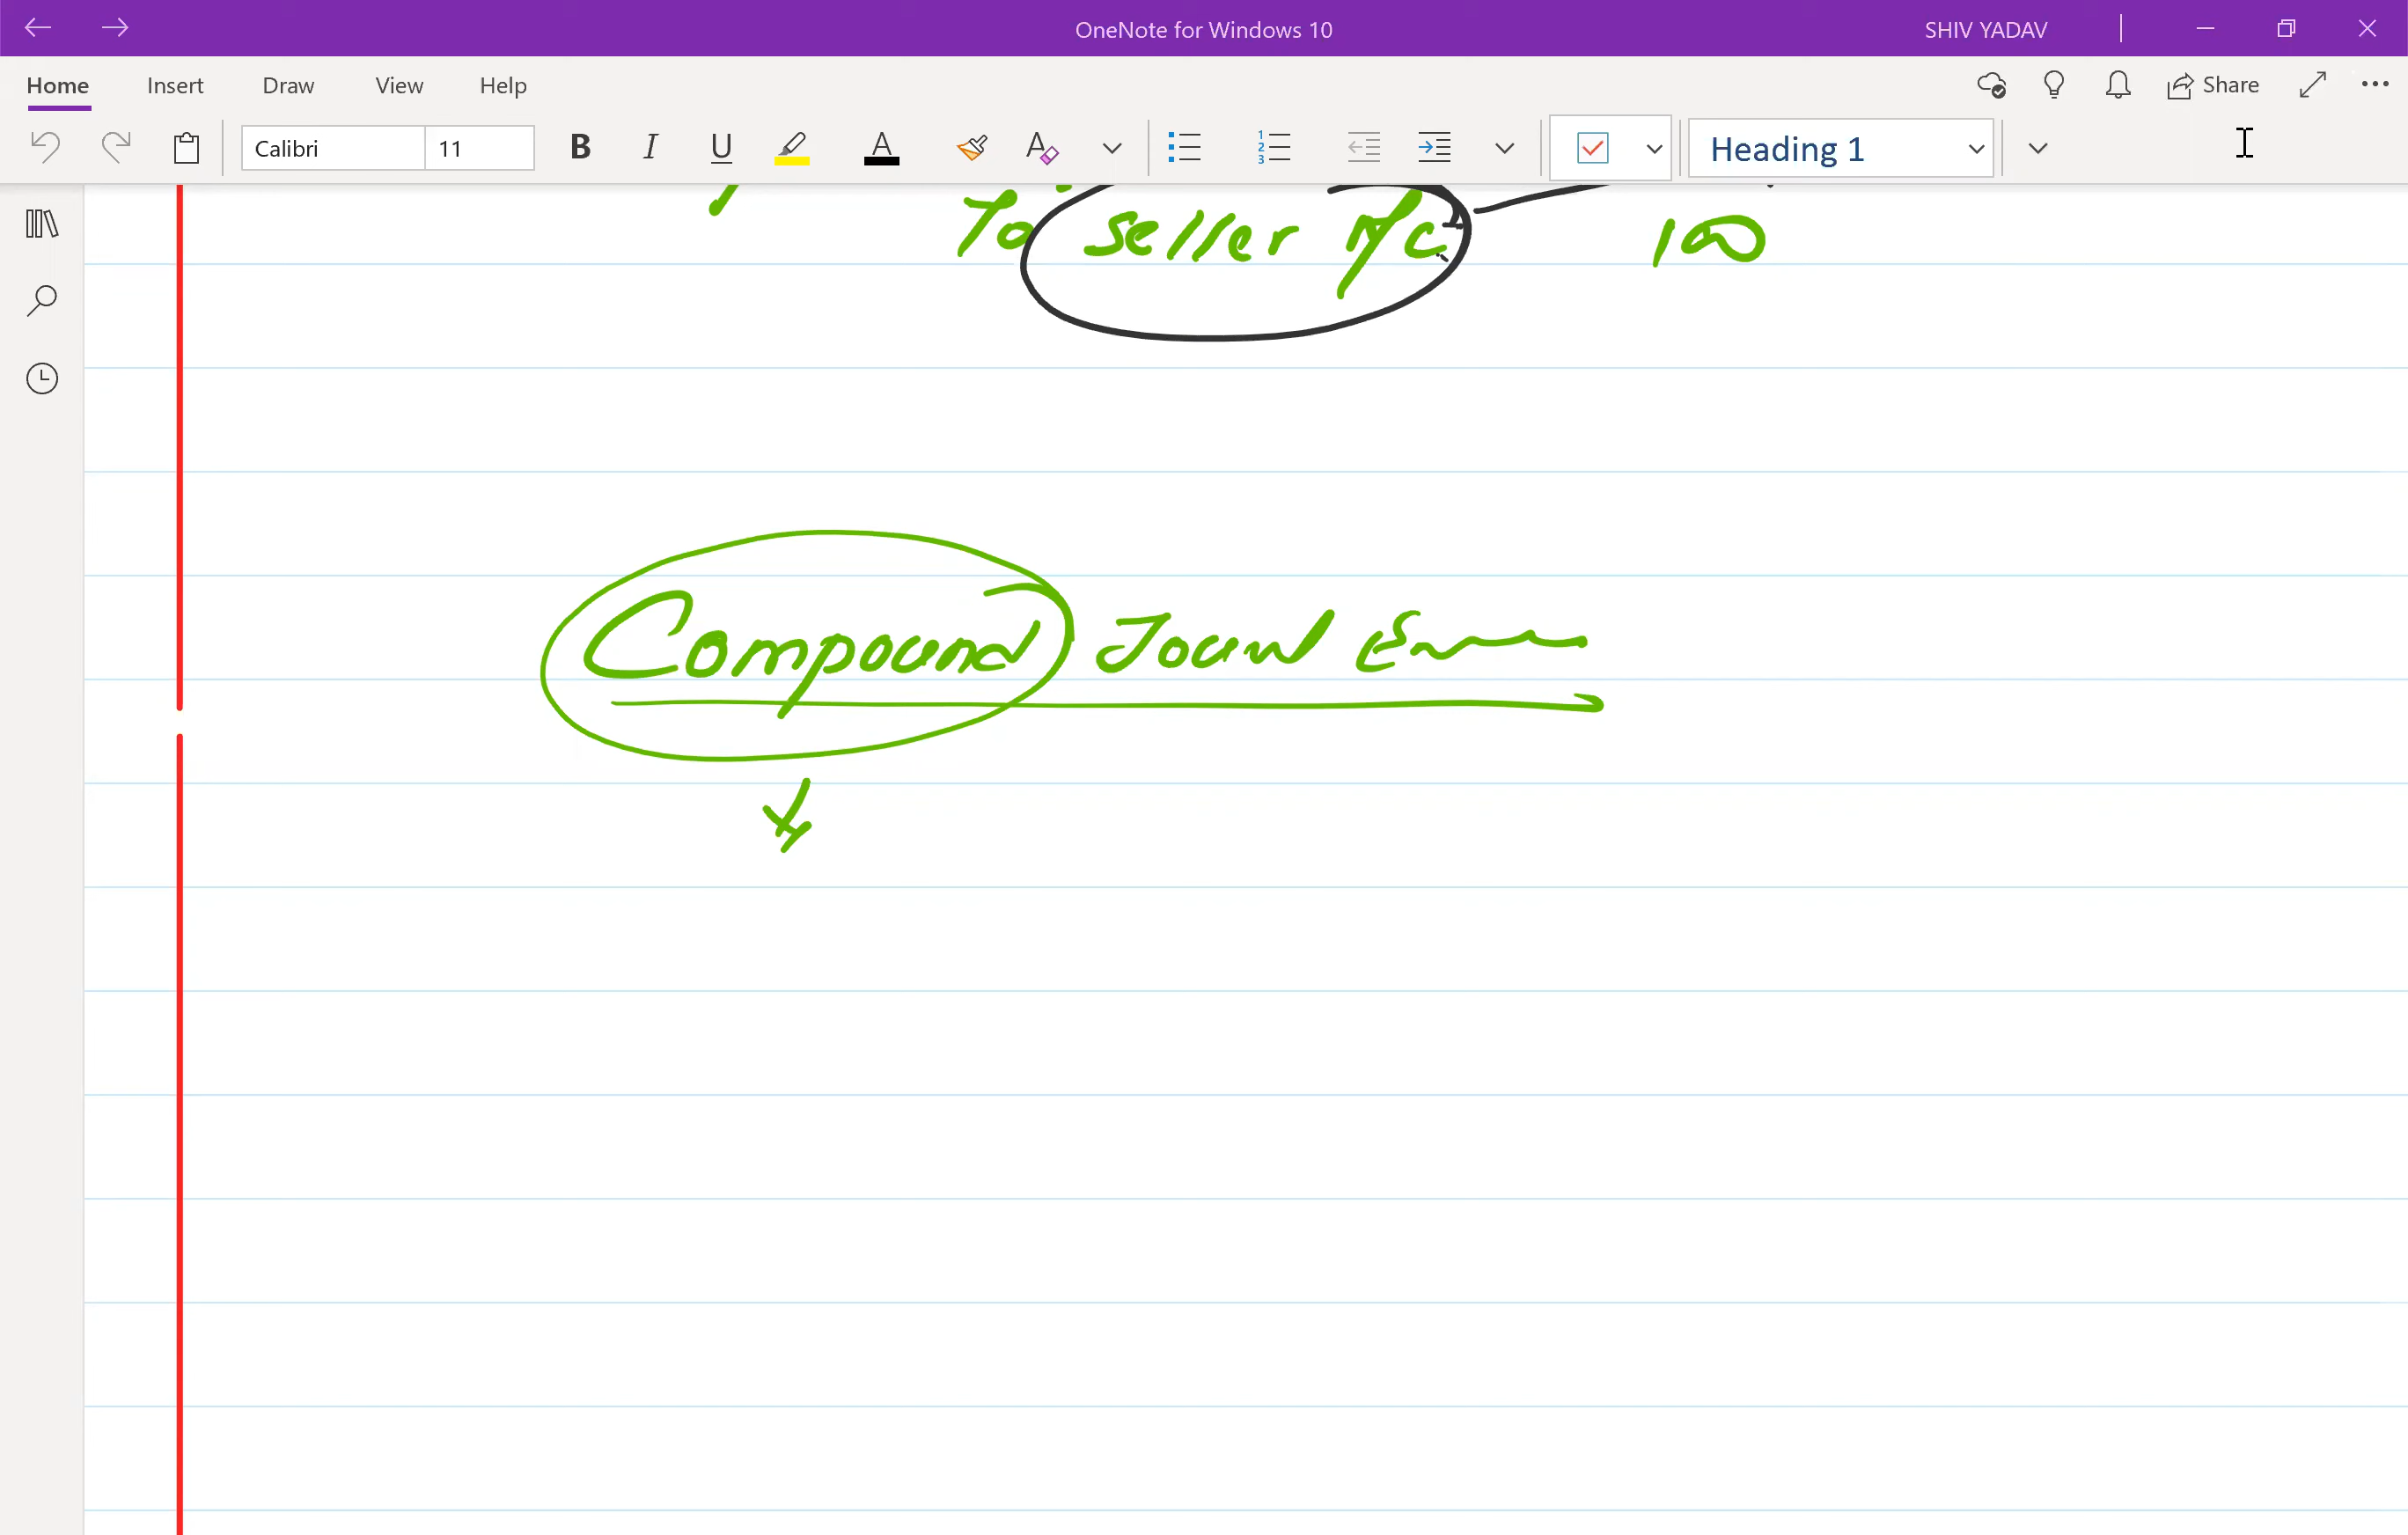 OneNote for Windows 10 SHIV YADAV
Home Insert Draw View Help Share
Calibri 11 B I U A A Heading 1
To seller A/c 100
Compound